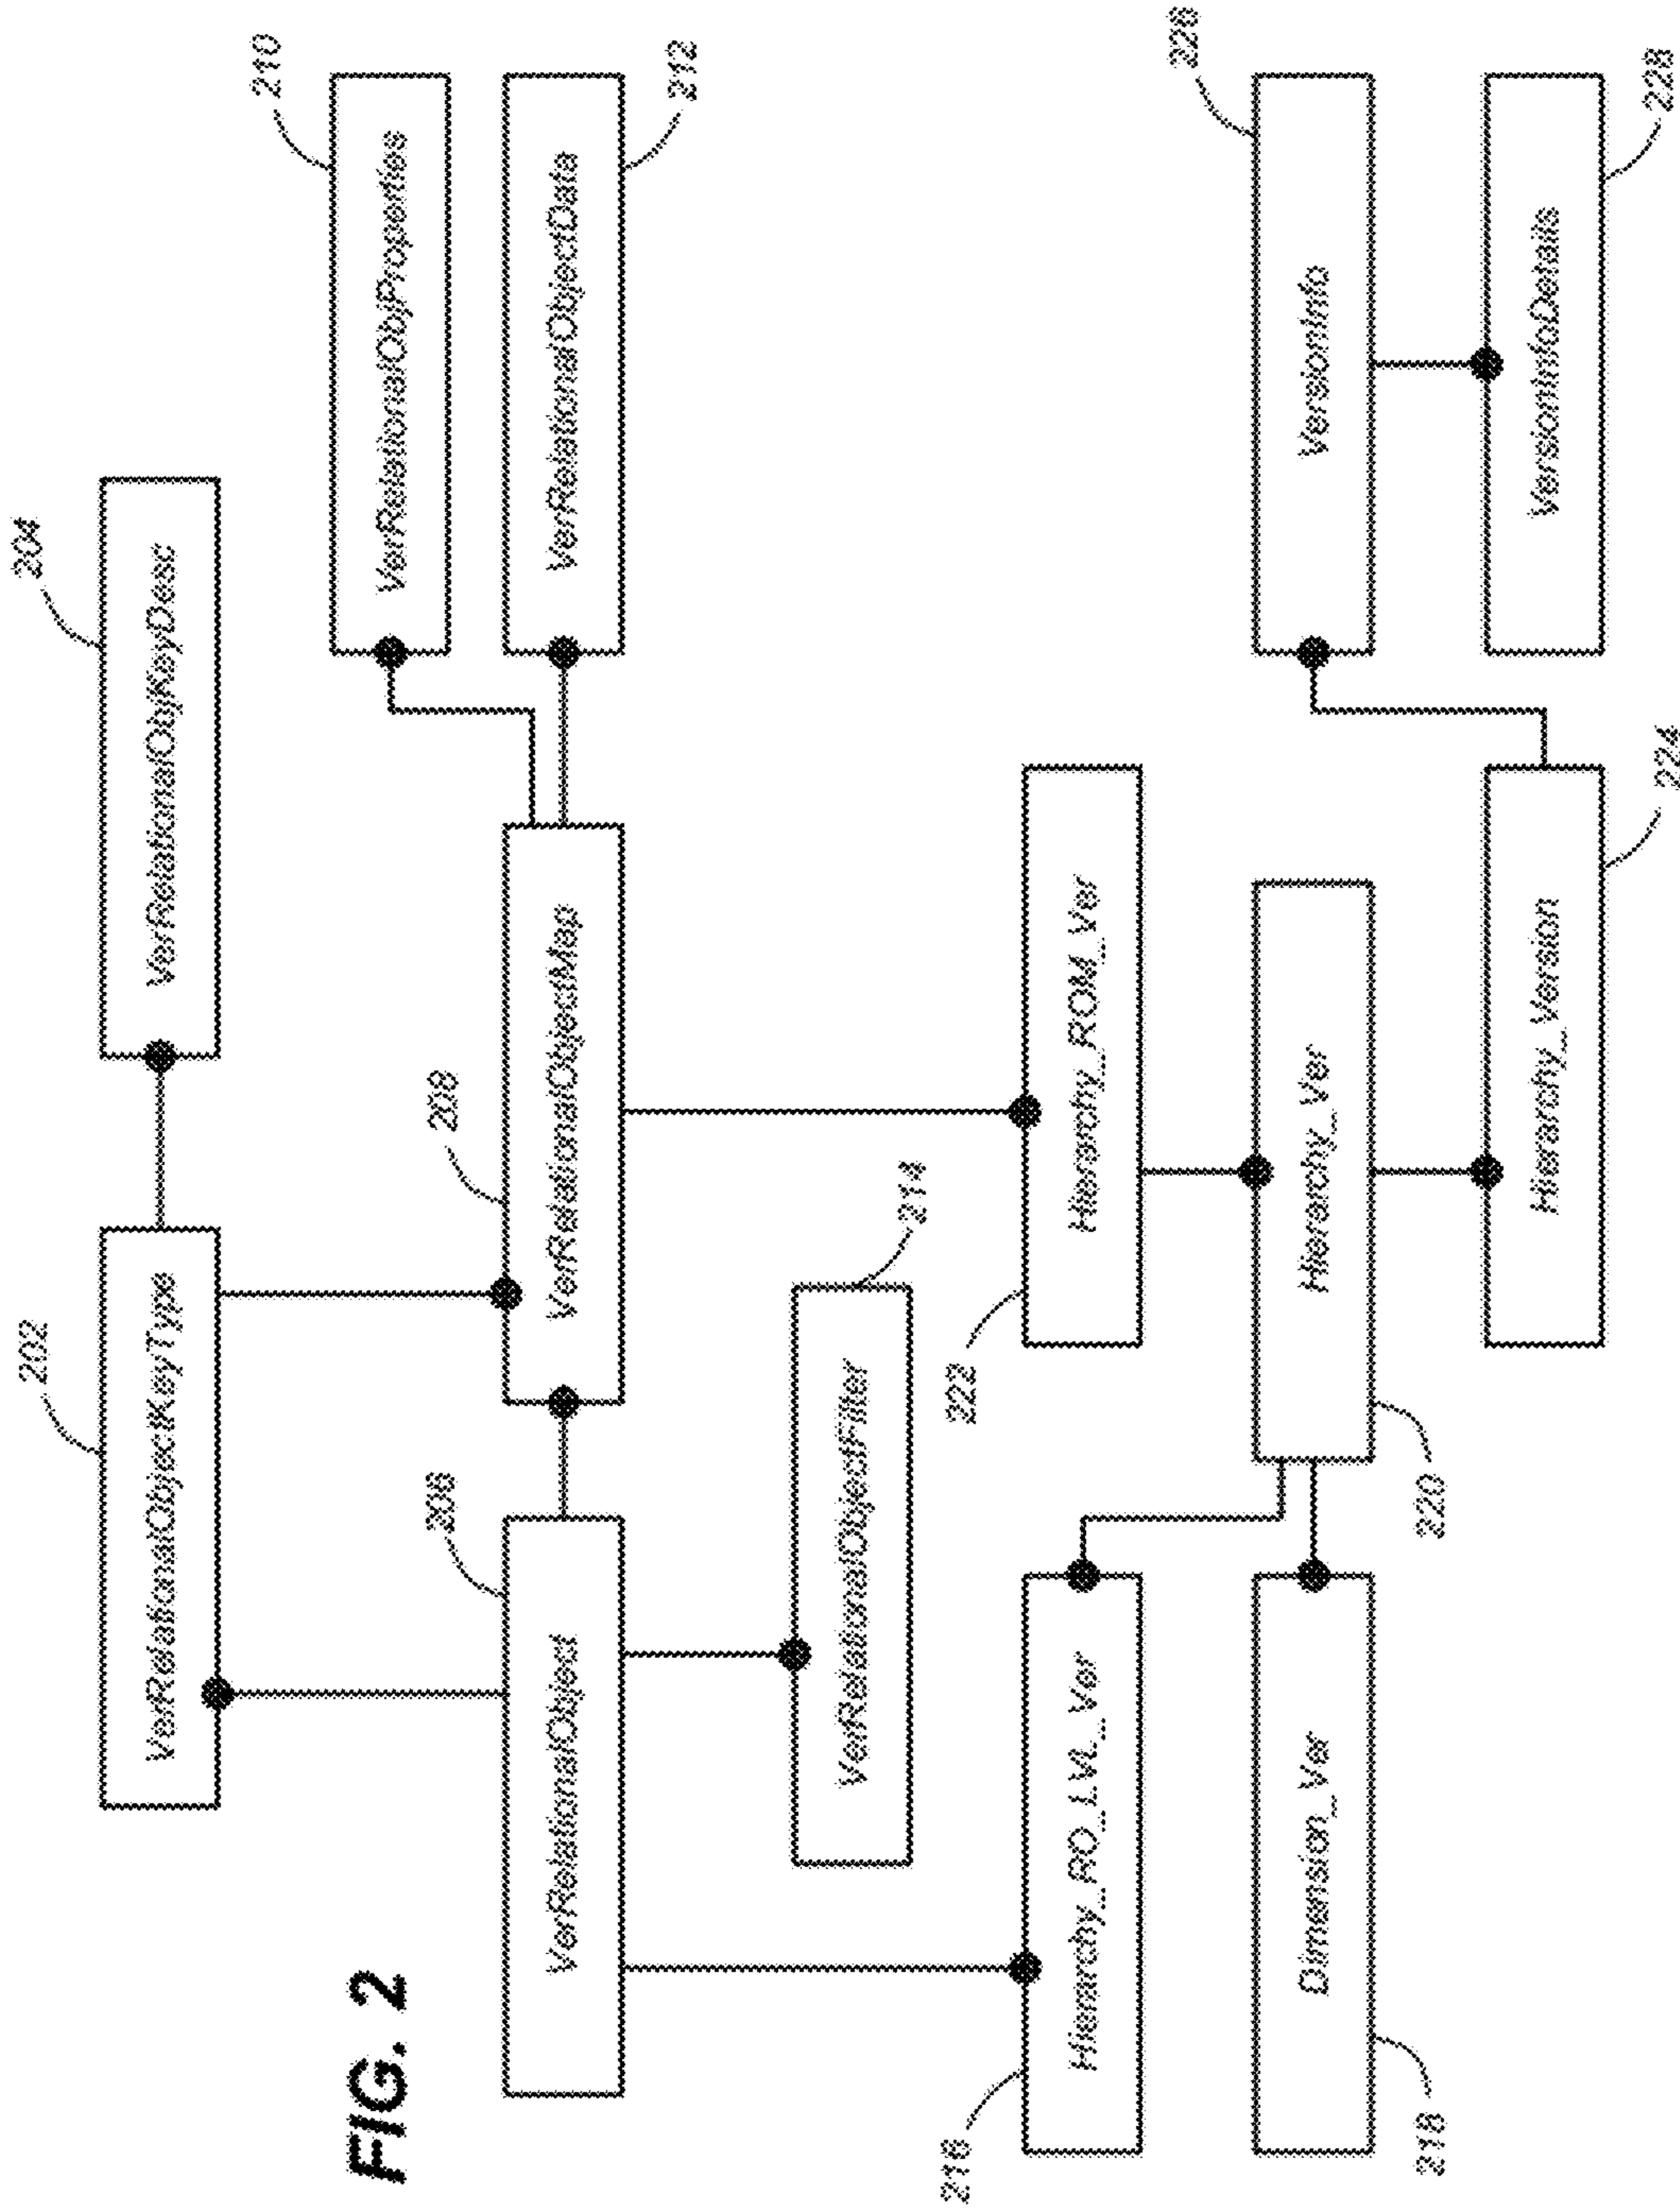 FIG. 2
202
VerRelationalObjectKeyType
204
VerRelationalObjKeyDesc
206
VerRelationalObject
208
VerRelationalObjectMap
210
VerRelationalObjProperties
VerRelationalObjectData
212
VerRelationalObjectFilter
214
216
Hierarchy_RO_LVL_Ver
222
Hierarchy_ROM_Ver
Dimension_Ver
218
Hierarchy_Ver
220
226
VersionInfo
Hierarchy_Version
224
VersionInfoDetails
228